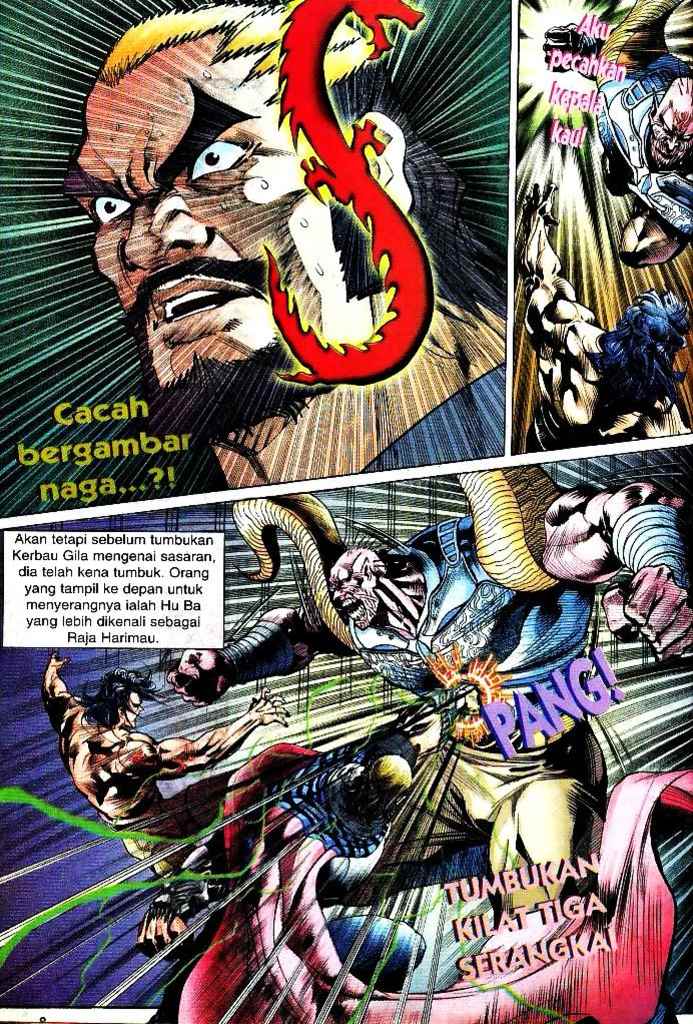 Cacah
bergambar
naga...?!
Aku
pecahkan
kepala
kau!
Akan tetapi sebelum tumbukan
Kerbau Gila mengenai sasaran,
dia telah kena tumbuk. Orang
yang tampil ke depan untuk
menyerangnya ialah Hu Ba
yang lebih dikenali sebagai
Raja Harimau.
PANG!
TUMBUKAN
KILAT TIGA
SERANGKAI